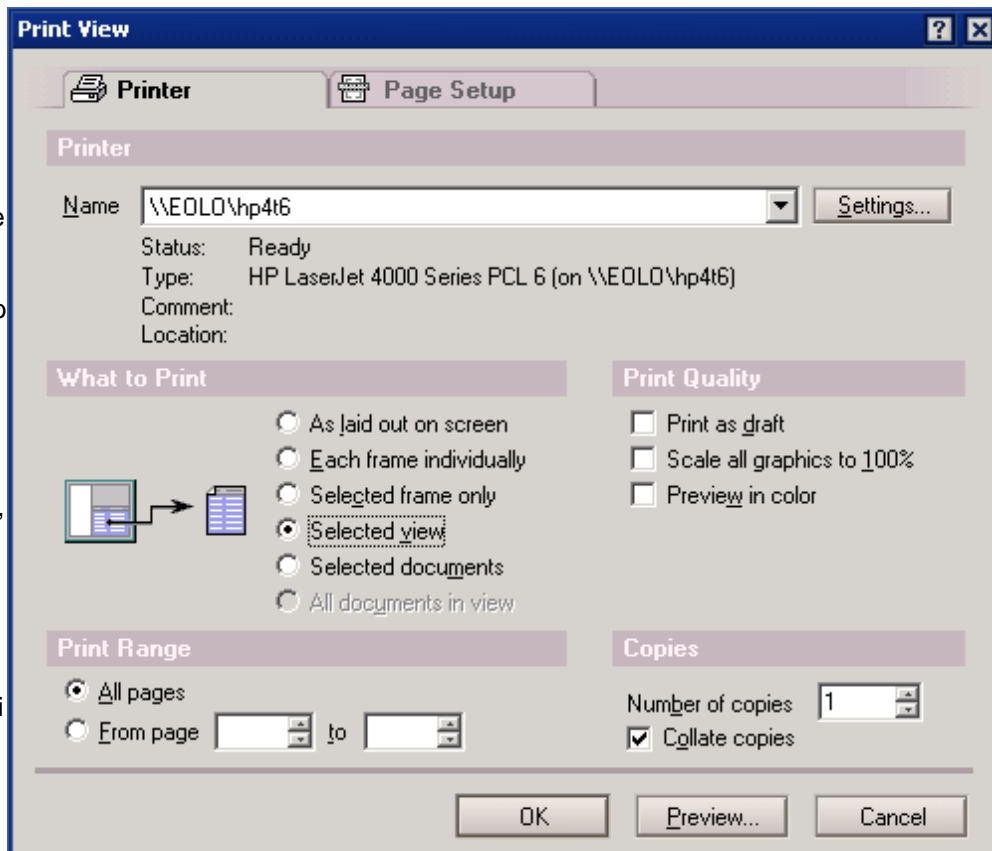 Print View
Printer
Page Setup
Printer
Name \\EOLO\hp4t6 Settings...
Status: Ready
Type: HP LaserJet 4000 Series PCL 6 (on \\EOLO\hp4t6)
Comment:
Location:
What to Print
As laid out on screen
Each frame individually
Selected frame only
Selected view
Selected documents
All documents in view
Print Quality
Print as draft
Scale all graphics to 100%
Preview in color
Print Range
All pages
From page to
Copies
Number of copies 1
Collate copies
OK Preview... Cancel